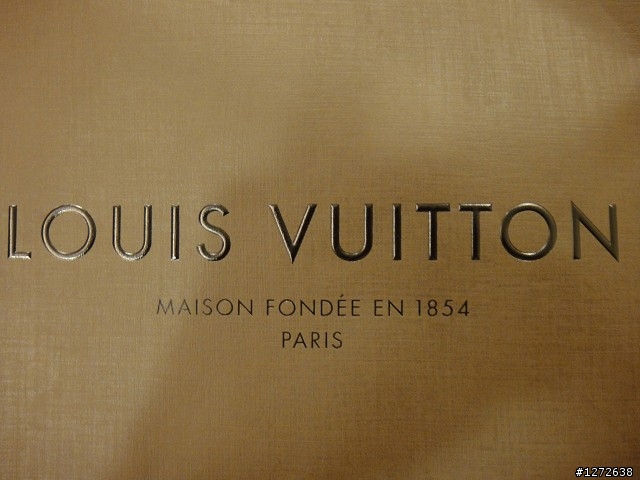 LOUIS VUITTON
MAISON FONDÉE EN 1854
PARIS
#1272638